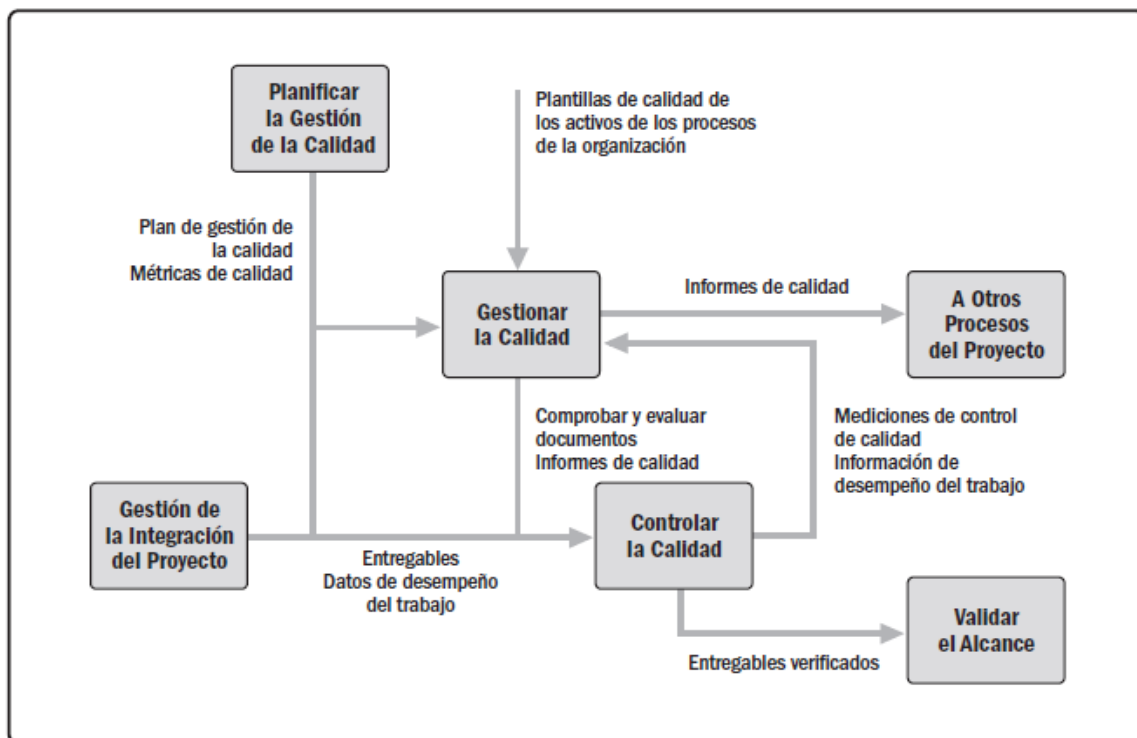 Planificar
la Gestión
de la Calidad
Plantillas de calidad de
los activos de los procesos
de la organización
Plan de gestión de
la calidad
Métricas de calidad
Gestionar
la Calidad
Informes de calidad
A Otros
Procesos
del Proyecto
Comprobar y evaluar
documentos
Informes de calidad
Mediciones de control
de calidad
Información de
desempeño del trabajo
Gestión de
la Integración
del Proyecto
Entregables
Datos de desempeño
del trabajo
Controlar
la Calidad
Entregables verificados
Validar
el Alcance